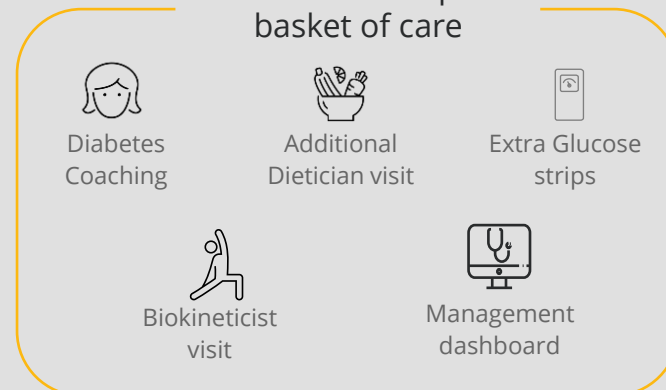 basket of care
Diabetes
Coaching
Additional
Dietician visit
Extra Glucose
strips
Biokineticist
visit
Management
dashboard